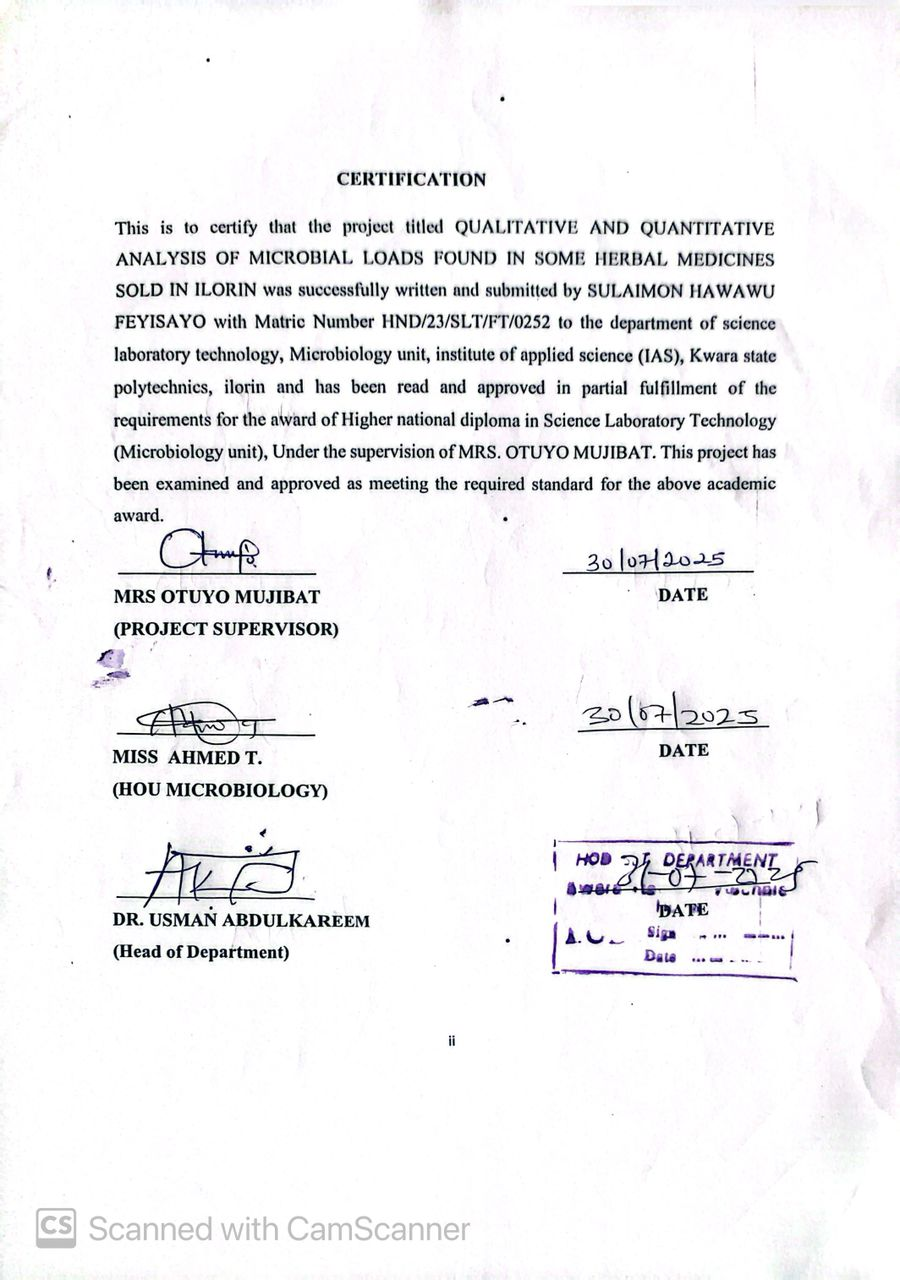 CERTIFICATION
This is to certify that the project titled QUALITATIVE AND QUANTITATIVE
ANALYSIS OF MICROBIAL LOADS FOUND IN SOME HERBAL MEDICINES
SOLD IN ILORIN was successfully written and submitted by SULAIMON HAWAWU
FEYISAYO with Matric Number HND/23/SLT/FT/0252 to the department of science
laboratory technology, Microbiology unit, institute of applied science (IAS), Kwara state
polytechnics, ilorin and has been read and approved in partial fulfillment of the
requirements for the award of Higher national diploma in Science Laboratory Technology
(Microbiology unit), Under the supervision of MRS. OTUYO MUJIBAT. This project has
been examined and approved as meeting the required standard for the above academic
award.
30/07/2025
MRS OTUYO MUJIBAT DATE
(PROJECT SUPERVISOR)
30/07/2025
MISS AHMED T. DATE
(HOU MICROBIOLOGY)
HOD DEPARTMENT
DR. USMAN ABDULKAREEM DATE
Sign
(Head of Department) Date
ii
CS Scanned with CamScanner